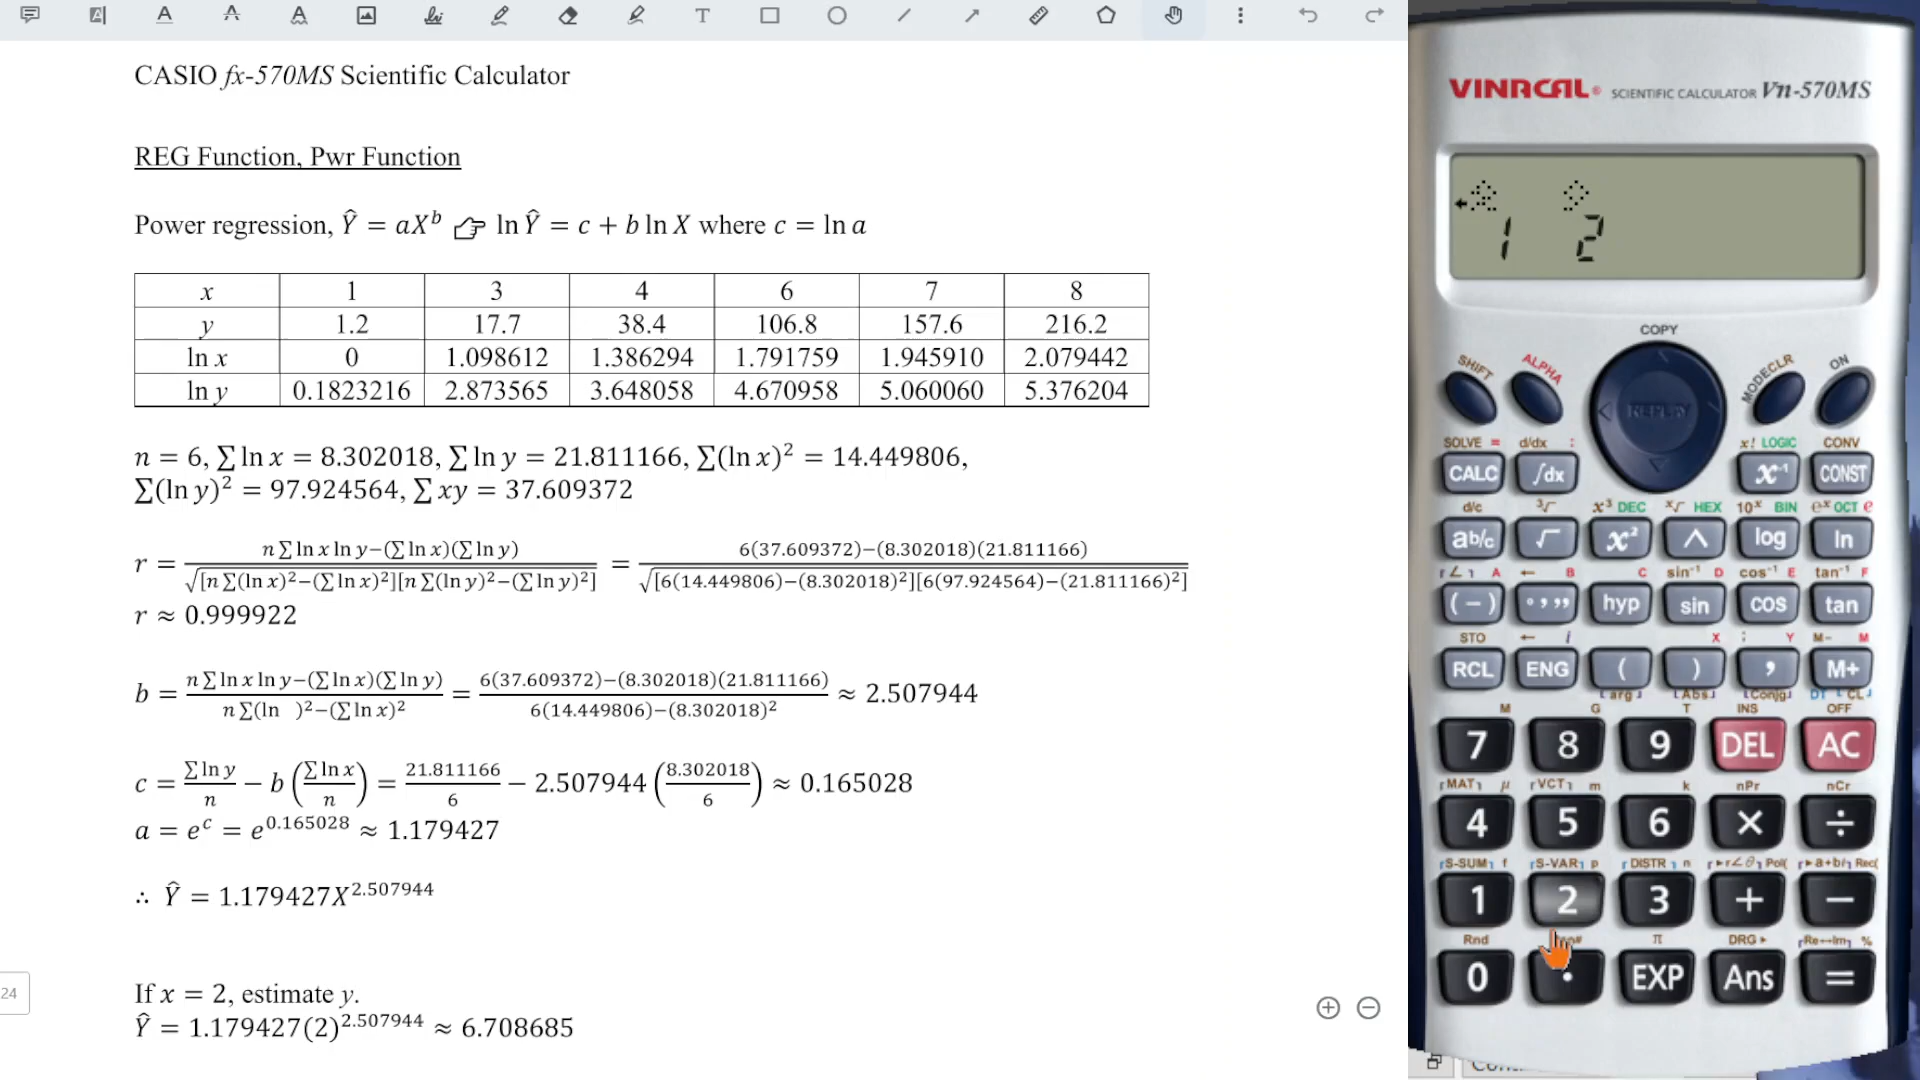 CASIO fx-570MS Scientific Calculator
REG Function, Pwr Function
Power regression, Ŷ = aX^b ☞ ln Ŷ = c + b ln X where c = ln a
x 1 3 4 6 7 8
y 1.2 17.7 38.4 106.8 157.6 216.2
ln x 0 1.098612 1.386294 1.791759 1.945910 2.079442
ln y 0.1823216 2.873565 3.648058 4.670958 5.060060 5.376204
n = 6, ∑ ln x = 8.302018, ∑ ln y = 21.811166, ∑(ln x)² = 14.449806,
∑(ln y)² = 97.924564, ∑ xy = 37.609372
r = n ∑ ln x ln y−(∑ ln x)(∑ ln y) / √[n ∑(ln x)²−(∑ ln x)²][n ∑(ln y)²−(∑ ln y)²] = 6(37.609372)−(8.302018)(21.811166) / √[6(14.449806)−(8.302018)²][6(97.924564)−(21.811166)²]
r ≈ 0.999922
b = n ∑ ln x ln y−(∑ ln x)(∑ ln y) / n ∑(ln )²−(∑ ln x)² = 6(37.609372)−(8.302018)(21.811166) / 6(14.449806)−(8.302018)² ≈ 2.507944
c = ∑ ln y / n − b (∑ ln x / n) = 21.811166 / 6 − 2.507944 (8.302018 / 6) ≈ 0.165028
a = e^c = e^0.165028 ≈ 1.179427
∴ Ŷ = 1.179427X^2.507944
If x = 2, estimate y.
Ŷ = 1.179427(2)^2.507944 ≈ 6.708685
24
VINACAL® SCIENTIFIC CALCULATOR Vn-570MS
1 2
COPY
SHIFT ALPHA REPLAY MODE CLR ON
SOLVE = d/dx : x! LOGIC CONV
CALC ∫dx x⁻¹ CONST
d/c ³√ x³ DEC ˣ√ HEX 10ˣ BIN eˣ OCT e
ab/c √ x² ^ log ln
r∠ A ← B C sin⁻¹ D cos⁻¹ E tan⁻¹ F
(−) ° ’ ” hyp sin cos tan
STO ← i X ; Y M− M
RCL ENG ( ) , M+
arg Abs Conjg DT CL
M G T INS OFF
7 8 9 DEL AC
MAT μ VCT m k nPr nCr
4 5 6 × ÷
S-SUM f S-VAR p DISTR n ►r∠θ Pol( ►a+bi Rec(
1 2 3 + −
Rnd π DRG► Re↔Im %
0 · EXP Ans =